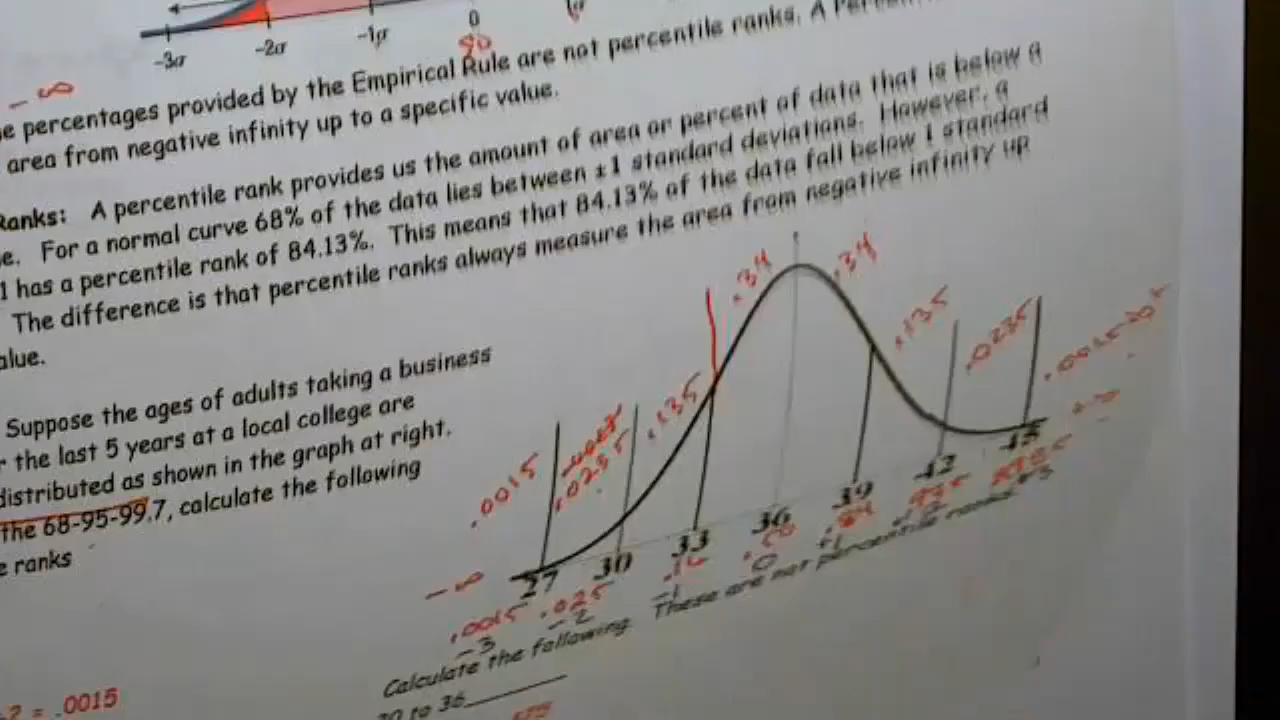 -3σ -2σ -1σ 0
50
-∞
e percentages provided by the Empirical Rule are not percentile ranks. A
area from negative infinity up to a specific value.
Ranks: A percentile rank provides us the amount of area or percent of data that is below a
e. For a normal curve 68% of the data lies between ±1 standard deviations. However, a
1 has a percentile rank of 84.13%. This means that 84.13% of the data fall below 1 standard
The difference is that percentile ranks always measure the area from negative infinity up
alue.
Suppose the ages of adults taking a business
r the last 5 years at a local college are
distributed as shown in the graph at right.
the 68-95-99.7, calculate the following
e ranks
.0015 .0235 .135 .34 .34 .135 .0235
27 30 33 36 39 42 45
-∞ .0015 .025 .16 .50 .84
-3 -2 -1 0 +1
Calculate the following. These are not percentile ranks.
30 to 36
? = .0015